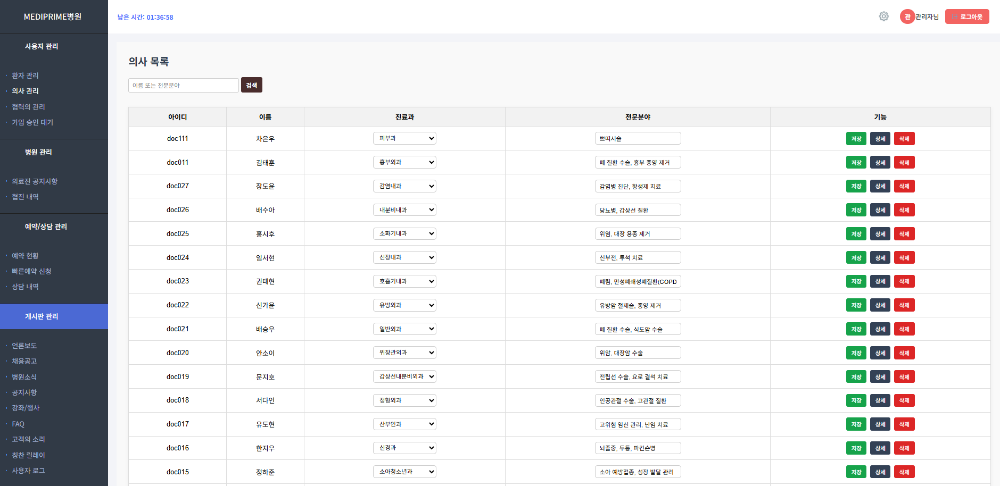 MEDIPRIME병원
사용자 관리
환자 관리
의사 관리
협력의 관리
가입 승인 대기
병원 관리
의료진 공지사항
협진 내역
예약/상담 관리
예약 현황
빠른예약 신청
상담 내역
게시판 관리
언론보도
채용공고
병원소식
공지사항
강좌/행사
FAQ
고객의 소리
칭찬 릴레이
사용자 로그
남은 시간: 01:36:58
관 관리자님 로그아웃
의사 목록
이름 또는 전문분야 검색
아이디 이름 진료과 전문분야 기능
doc111 차은우 피부과 쁘띠시술 저장 상세 삭제
doc011 김태훈 흉부외과 폐 질환 수술, 흉부 종양 제거 저장 상세 삭제
doc027 장도윤 감염내과 감염병 진단, 항생제 치료 저장 상세 삭제
doc026 배수아 내분비내과 당뇨병, 갑상선 질환 저장 상세 삭제
doc025 홍시후 소화기내과 위염, 대장 용종 제거 저장 상세 삭제
doc024 임서현 신장내과 신부전, 투석 치료 저장 상세 삭제
doc023 권태현 호흡기내과 폐렴, 만성폐쇄성폐질환(COPD 저장 상세 삭제
doc022 신가윤 유방외과 유방암 절제술, 종양 제거 저장 상세 삭제
doc021 배승우 일반외과 폐 질환 수술, 식도암 수술 저장 상세 삭제
doc020 안소이 위장관외과 위암, 대장암 수술 저장 상세 삭제
doc019 문지호 갑상선내분비외과 전립선 수술, 요로 결석 치료 저장 상세 삭제
doc018 서다인 정형외과 인공관절 수술, 고관절 질환 저장 상세 삭제
doc017 유도현 산부인과 고위험 임신 관리, 난임 치료 저장 상세 삭제
doc016 한지우 신경과 뇌졸중, 두통, 파킨슨병 저장 상세 삭제
doc015 정하준 소아청소년과 소아 예방접종, 성장 발달 관리 저장 상세 삭제